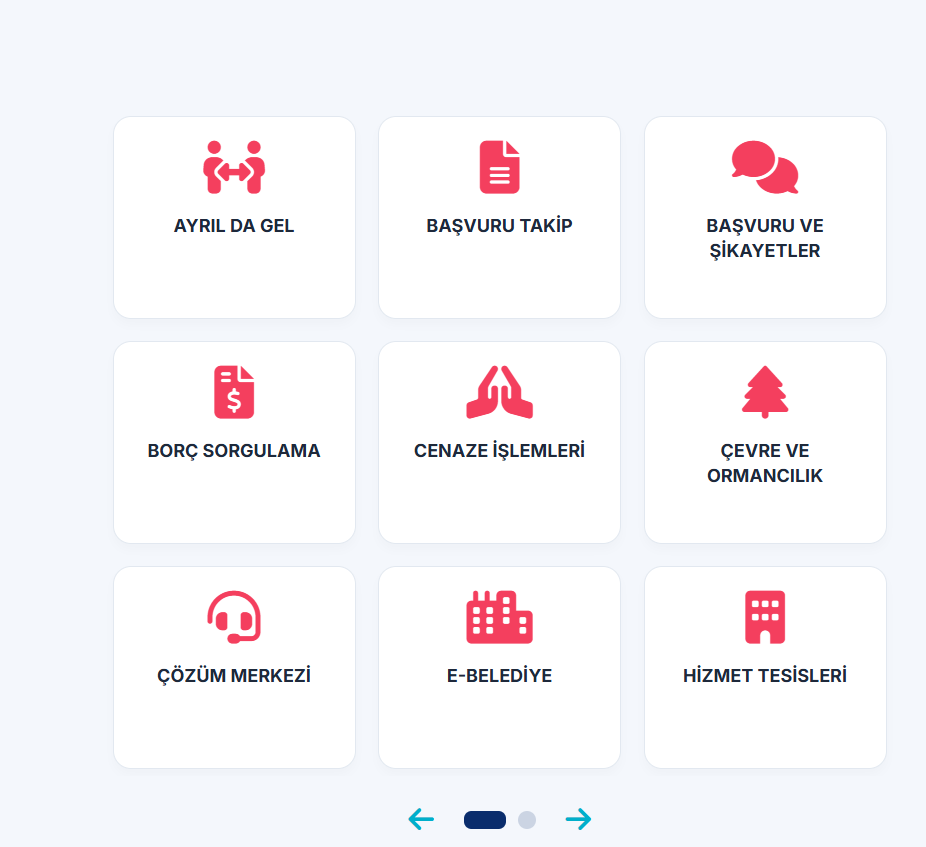 AYRIL DA GEL
BAŞVURU TAKİP
BAŞVURU VE
ŞİKAYETLER
BORÇ SORGULAMA
CENAZE İŞLEMLERİ
ÇEVRE VE
ORMANCILIK
ÇÖZÜM MERKEZİ
E-BELEDİYE
HİZMET TESİSLERİ